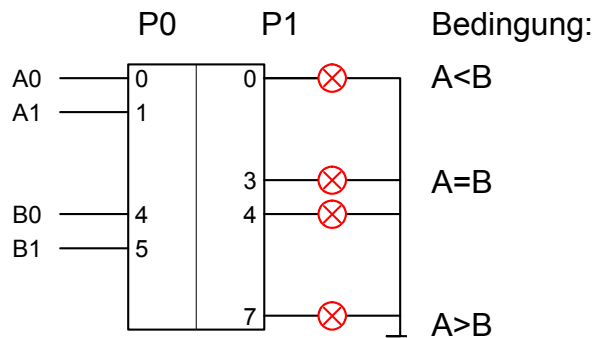 P0 P1 Bedingung:
A0 0 0 A<B
A1 1
3 A=B
B0 4 4
B1 5
7 A>B